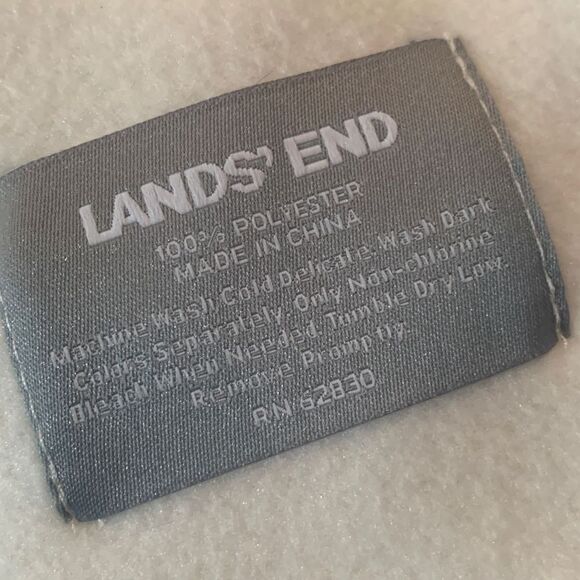 LANDS' END
100% POLYESTER
MADE IN CHINA
Machine Wash Cold Delicate. Wash Dark
Colors Separately. Only Non-chlorine
Bleach When Needed. Tumble Dry Low.
Remove Promptly.
RN 62830